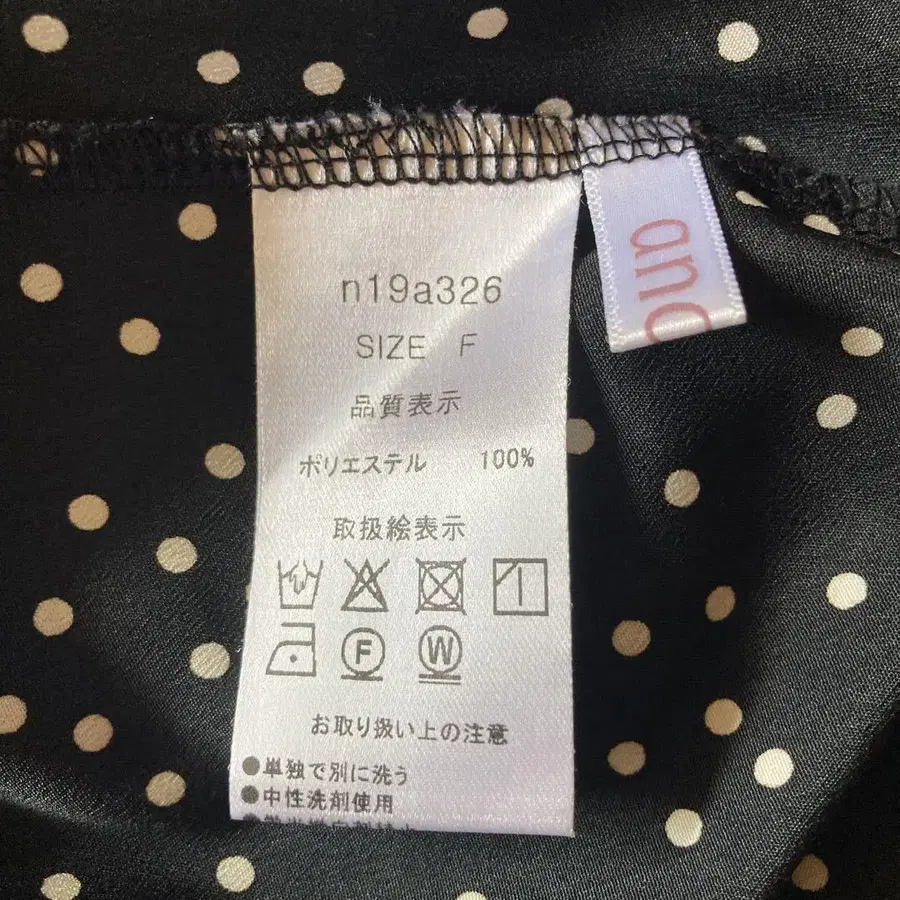 n19a326
SIZE F
品質表示
ポリエステル 100%
取扱絵表示
F W
お取り扱い上の注意
●単独で別に洗う
●中性洗剤使用
anc